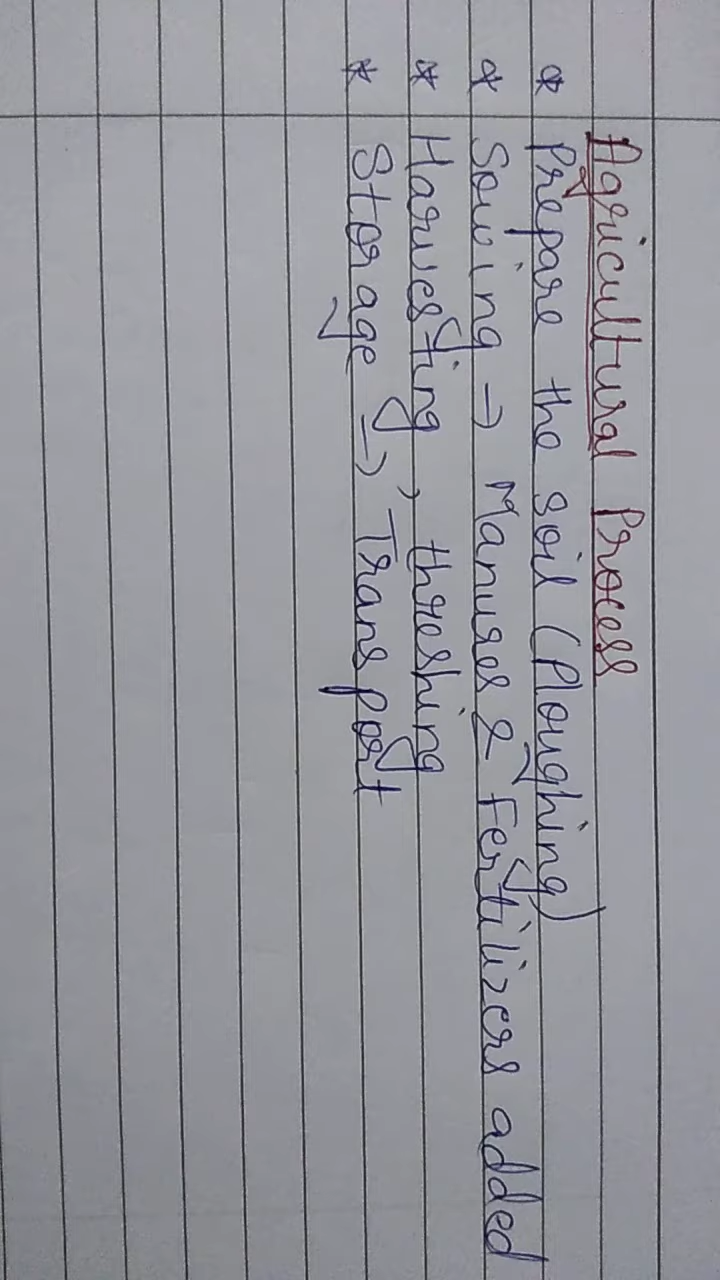 Agricultural Process
* Prepare the soil (Ploughing)
* Sowing → Manures & Fertilizers added
* Harvesting, threshing
* Storage → Transport